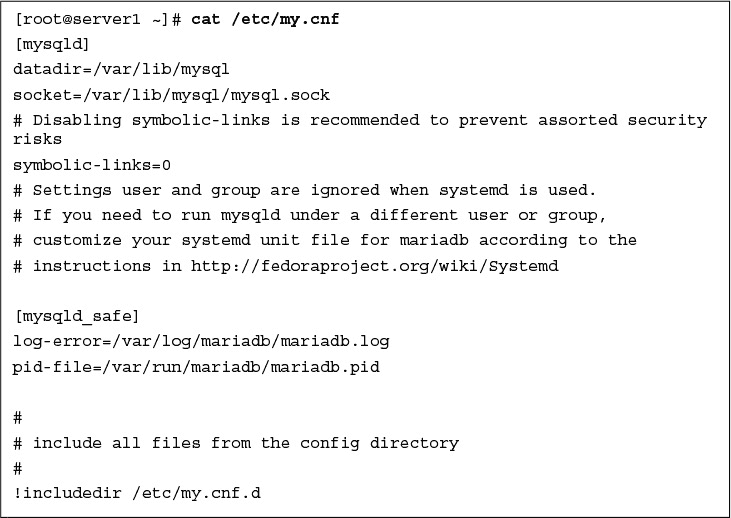 [root@server1 ~]# cat /etc/my.cnf
[mysqld]
datadir=/var/lib/mysql
socket=/var/lib/mysql/mysql.sock
# Disabling symbolic-links is recommended to prevent assorted security
risks
symbolic-links=0
# Settings user and group are ignored when systemd is used.
# If you need to run mysqld under a different user or group,
# customize your systemd unit file for mariadb according to the
# instructions in http://fedoraproject.org/wiki/Systemd
[mysqld_safe]
log-error=/var/log/mariadb/mariadb.log
pid-file=/var/run/mariadb/mariadb.pid
#
# include all files from the config directory
#
!includedir /etc/my.cnf.d